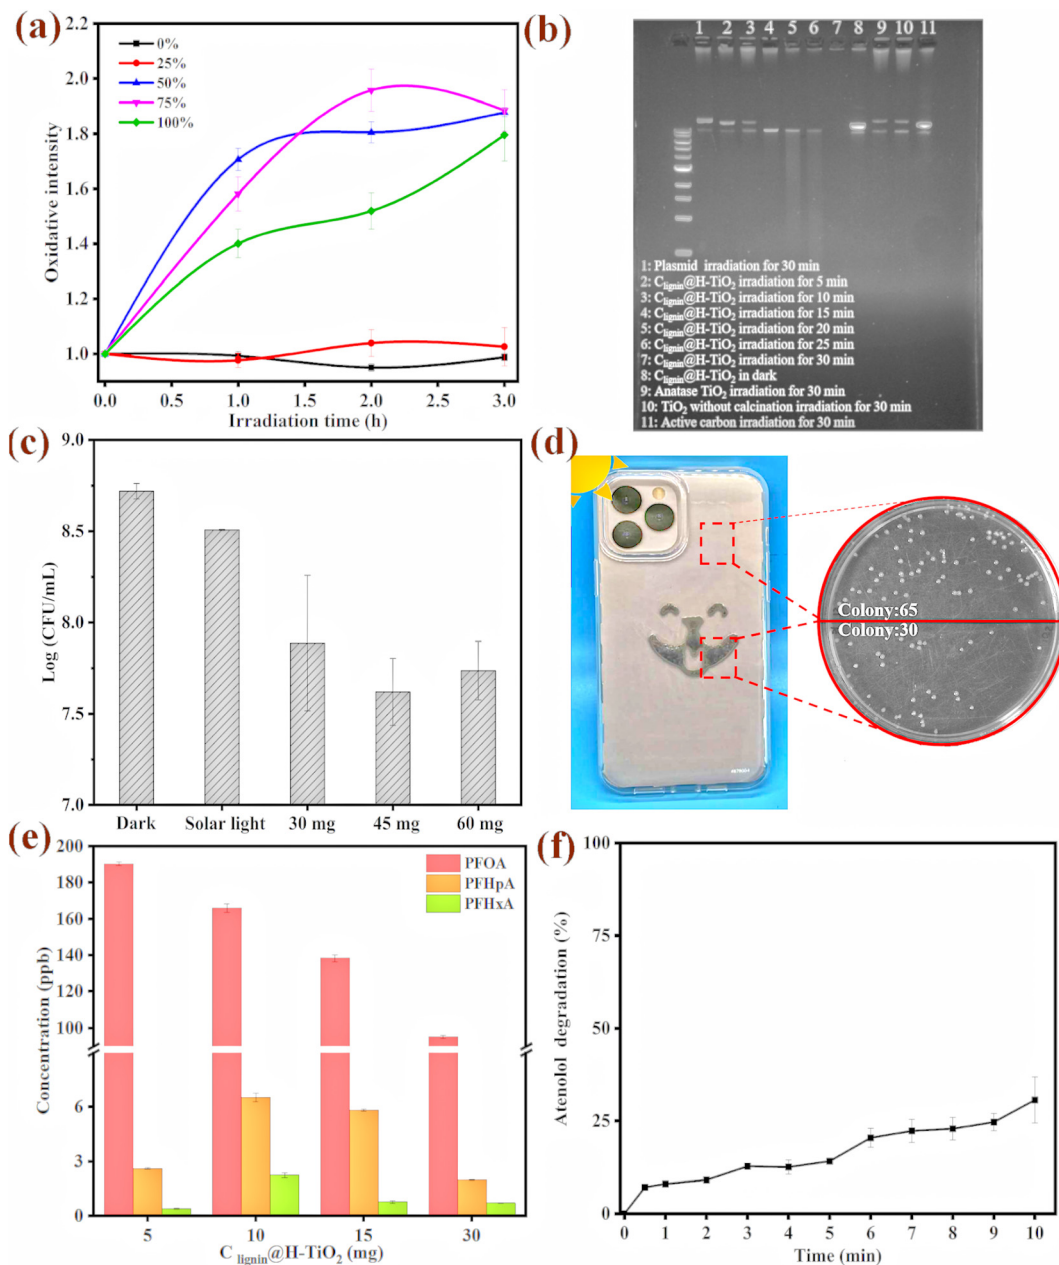 (a)
2.2
2.0
1.8
1.6
1.4
1.2
1.0
Oxidative intensity
0%
25%
50%
75%
100%
0.0 0.5 1.0 1.5 2.0 2.5 3.0
Irradiation time (h)
(b)
1 2 3 4 5 6 7 8 9 10 11
1: Plasmid irradiation for 30 min
2: C lignin@H-TiO2 irradiation for 5 min
3: C lignin@H-TiO2 irradiation for 10 min
4: C lignin@H-TiO2 irradiation for 15 min
5: C lignin@H-TiO2 irradiation for 20 min
6: C lignin@H-TiO2 irradiation for 25 min
7: C lignin@H-TiO2 irradiation for 30 min
8: C lignin@H-TiO2 in dark
9: Anatase TiO2 irradiation for 30 min
10: TiO2 without calcination irradiation for 30 min
11: Active carbon irradiation for 30 min
(c)
9.0
8.5
8.0
7.5
7.0
Log (CFU/mL)
Dark Solar light 30 mg 45 mg 60 mg
(d)
Colony:65
Colony:30
(e)
200
180
160
140
120
100
6
3
0
Concentration (ppb)
PFOA
PFHpA
PFHxA
5 10 15 30
C lignin@H-TiO2 (mg)
(f)
100
75
50
25
0
Atenolol degradation (%)
0 1 2 3 4 5 6 7 8 9 10
Time (min)